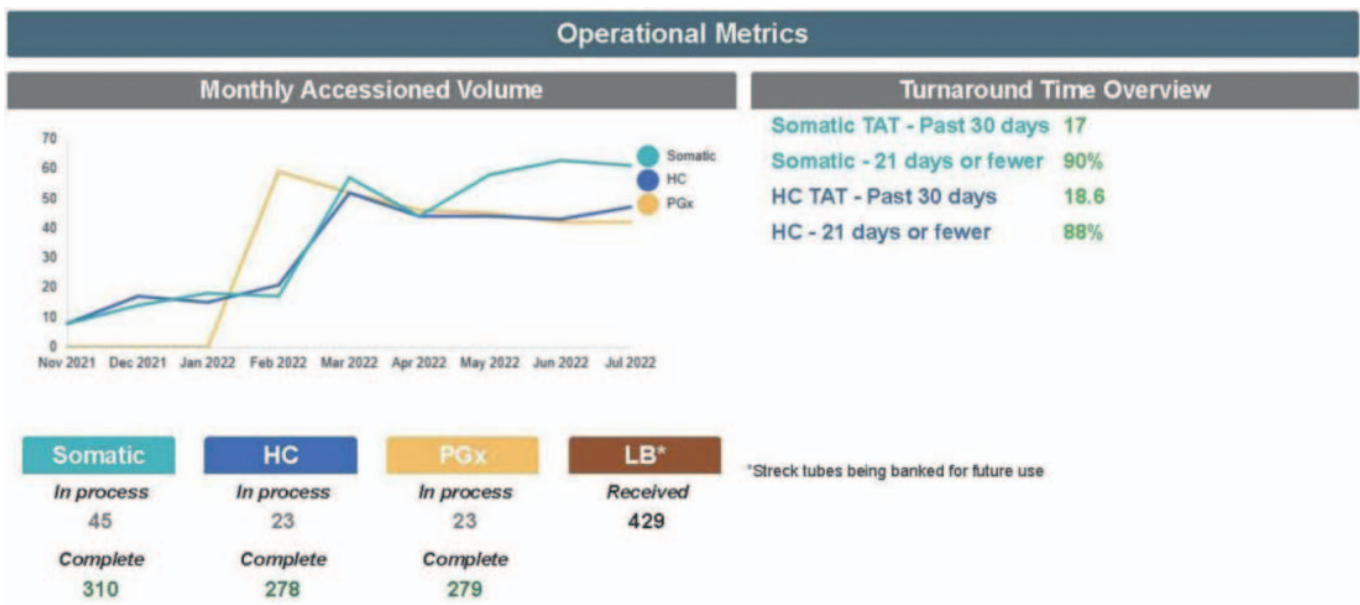 Operational Metrics
Monthly Accessioned Volume
70
60
50
40
30
20
10
0
Nov 2021 Dec 2021 Jan 2022 Feb 2022 Mar 2022 Apr 2022 May 2022 Jun 2022 Jul 2022
Somatic
HC
PGx
Turnaround Time Overview
Somatic TAT - Past 30 days 17
Somatic - 21 days or fewer 90%
HC TAT - Past 30 days 18.6
HC - 21 days or fewer 88%
Somatic
In process
45
Complete
310
HC
In process
23
Complete
278
PGx
In process
23
Complete
279
LB*
Received
429
*Streck tubes being banked for future use